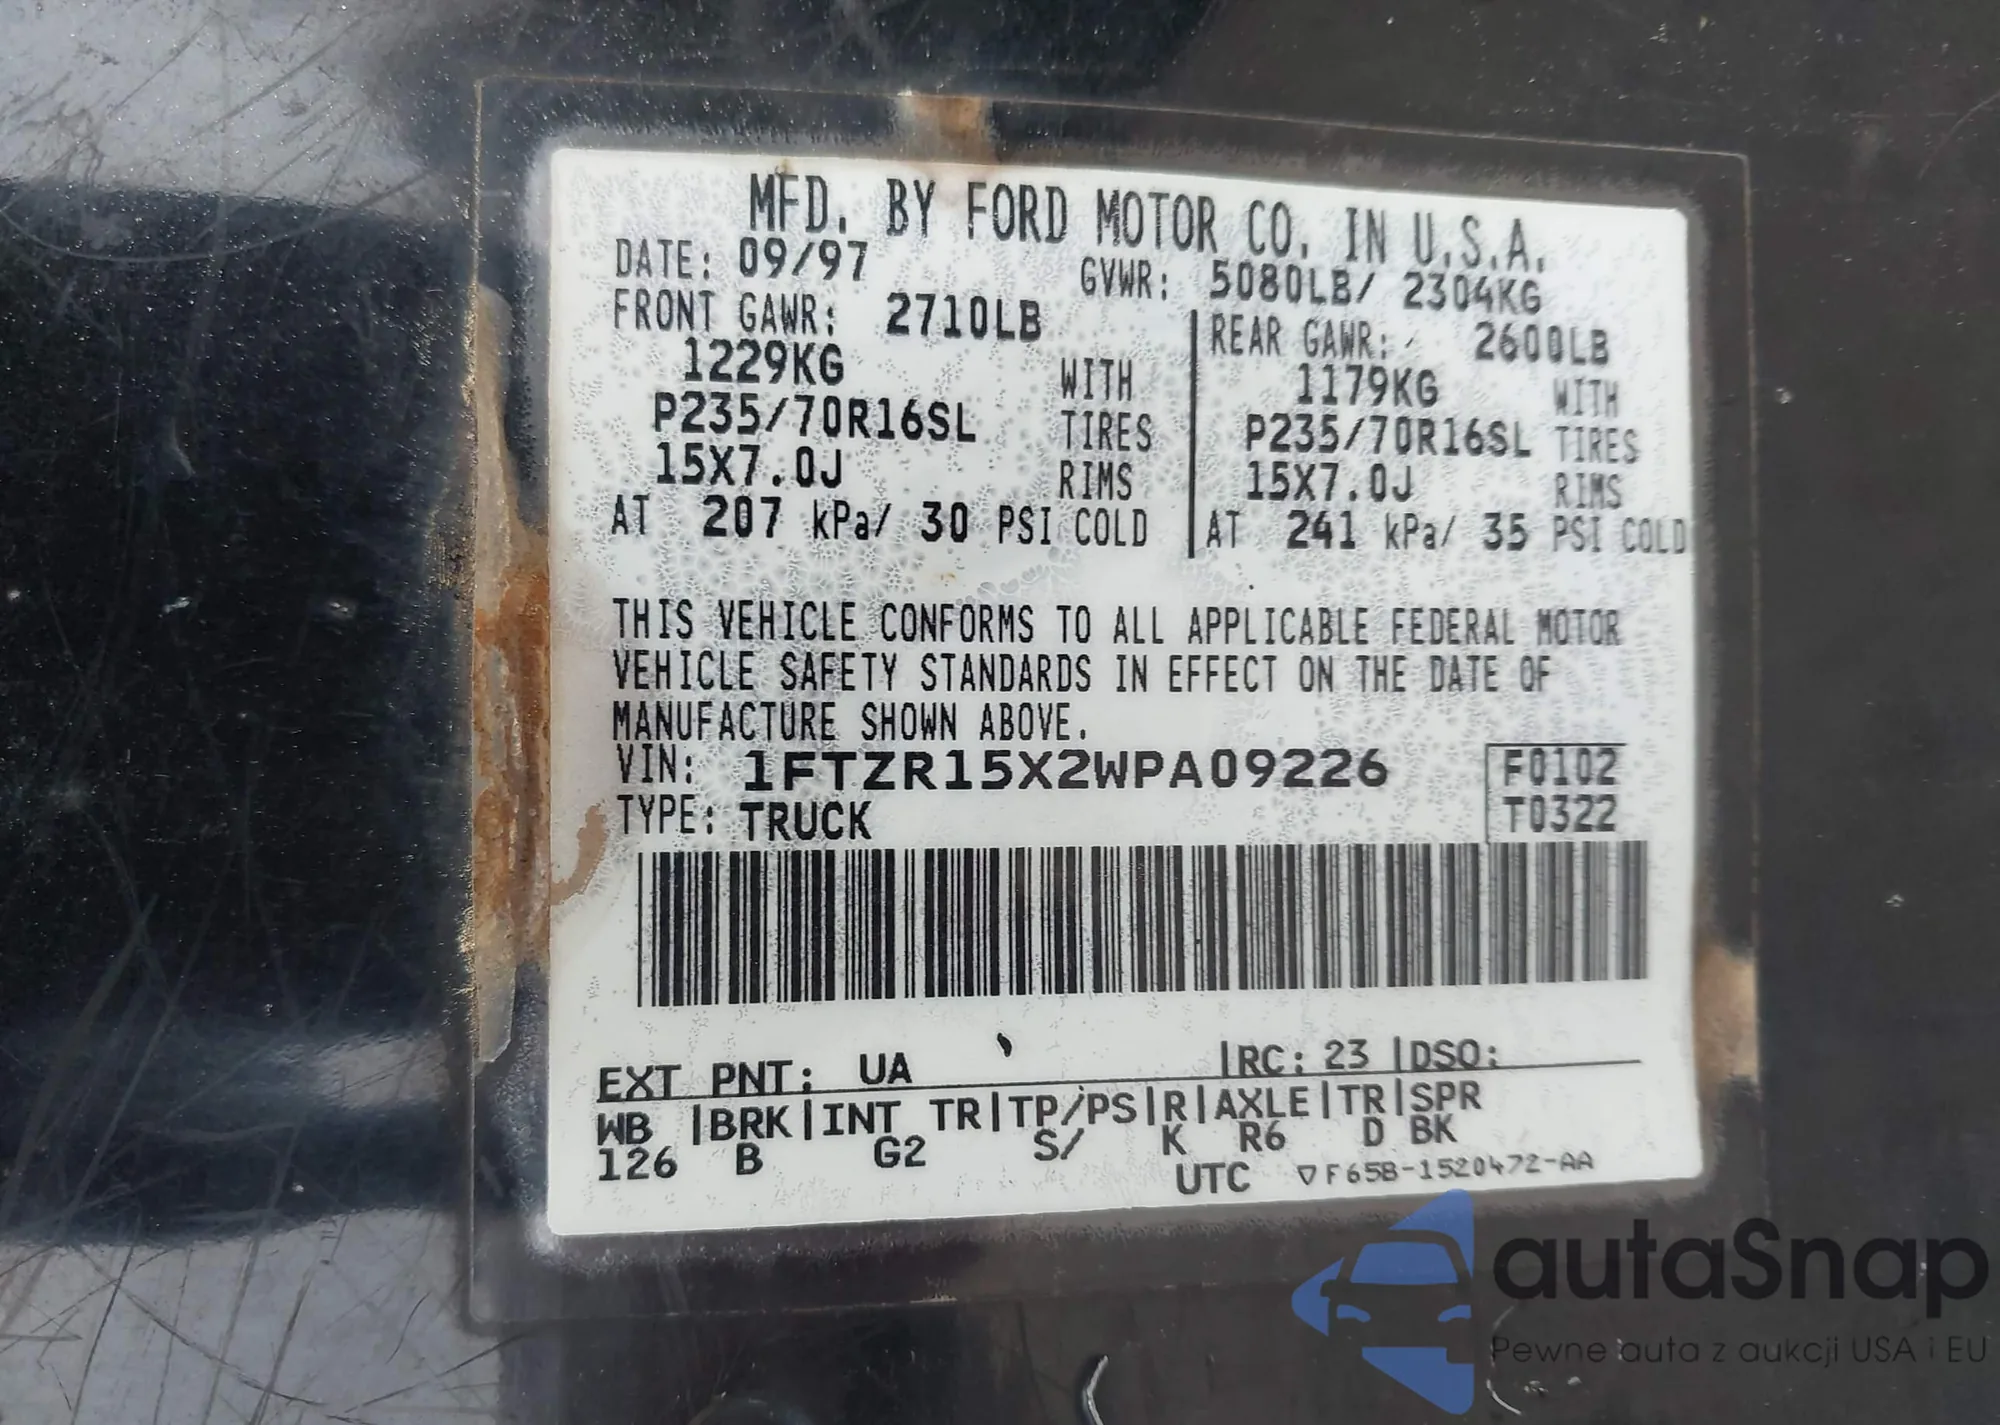 MFD. BY FORD MOTOR CO. IN U.S.A.
DATE: 09/97 GVWR: 5080LB/ 2304KG
FRONT GAWR: 2710LB REAR GAWR: 2600LB
1229KG WITH 1179KG WITH
P235/70R16SL TIRES P235/70R16SL TIRES
15X7.0J RIMS 15X7.0J RIMS
AT 207 kPa/ 30 PSI COLD AT 241 kPa/ 35 PSI COLD
THIS VEHICLE CONFORMS TO ALL APPLICABLE FEDERAL MOTOR
VEHICLE SAFETY STANDARDS IN EFFECT ON THE DATE OF
MANUFACTURE SHOWN ABOVE.
VIN: 1FTZR15X2WPA09226 F0102
TYPE: TRUCK T0322
EXT PNT: UA |RC: 23 |DSO:
WB |BRK|INT TR|TP/PS|R|AXLE|TR|SPR
126 B G2 S/ K R6 D BK
UTC ▽F65B-1520472-AA
autaSnap
Pewne auta z aukcji USA i EU